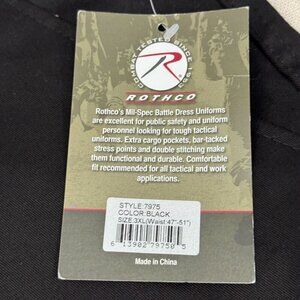 COMBAT TESTED SINCE 1953
R
ROTHCO
Rothco's Mil-Spec Battle Dress Uniforms
are excellent for public safety and uniform
personnel looking for tough tactical
uniforms. Extra cargo pockets, bar-tacked
stress points and double stitching make
them functional and durable. Comfortable
fit recommended for all tactical and work
applications.
STYLE:7975
COLOR:BLACK
SIZE:3XL(Waist:47"-51")
6 13902 79750 5
Made in China